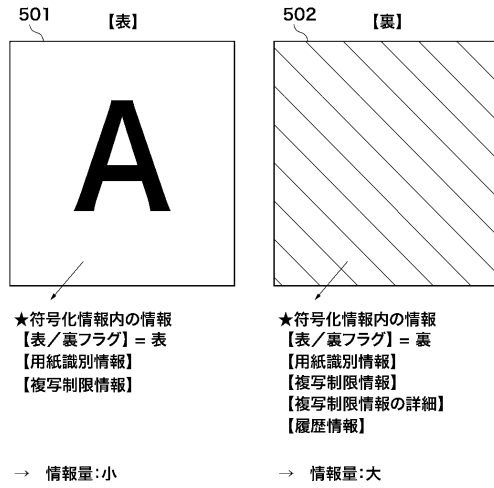 501
【表】
A
★符号化情報内の情報
【表／裏フラグ】= 表
【用紙識別情報】
【複写制限情報】
→ 情報量：小
502
【裏】
★符号化情報内の情報
【表／裏フラグ】= 裏
【用紙識別情報】
【複写制限情報】
【複写制限情報の詳細】
【履歴情報】
→ 情報量：大